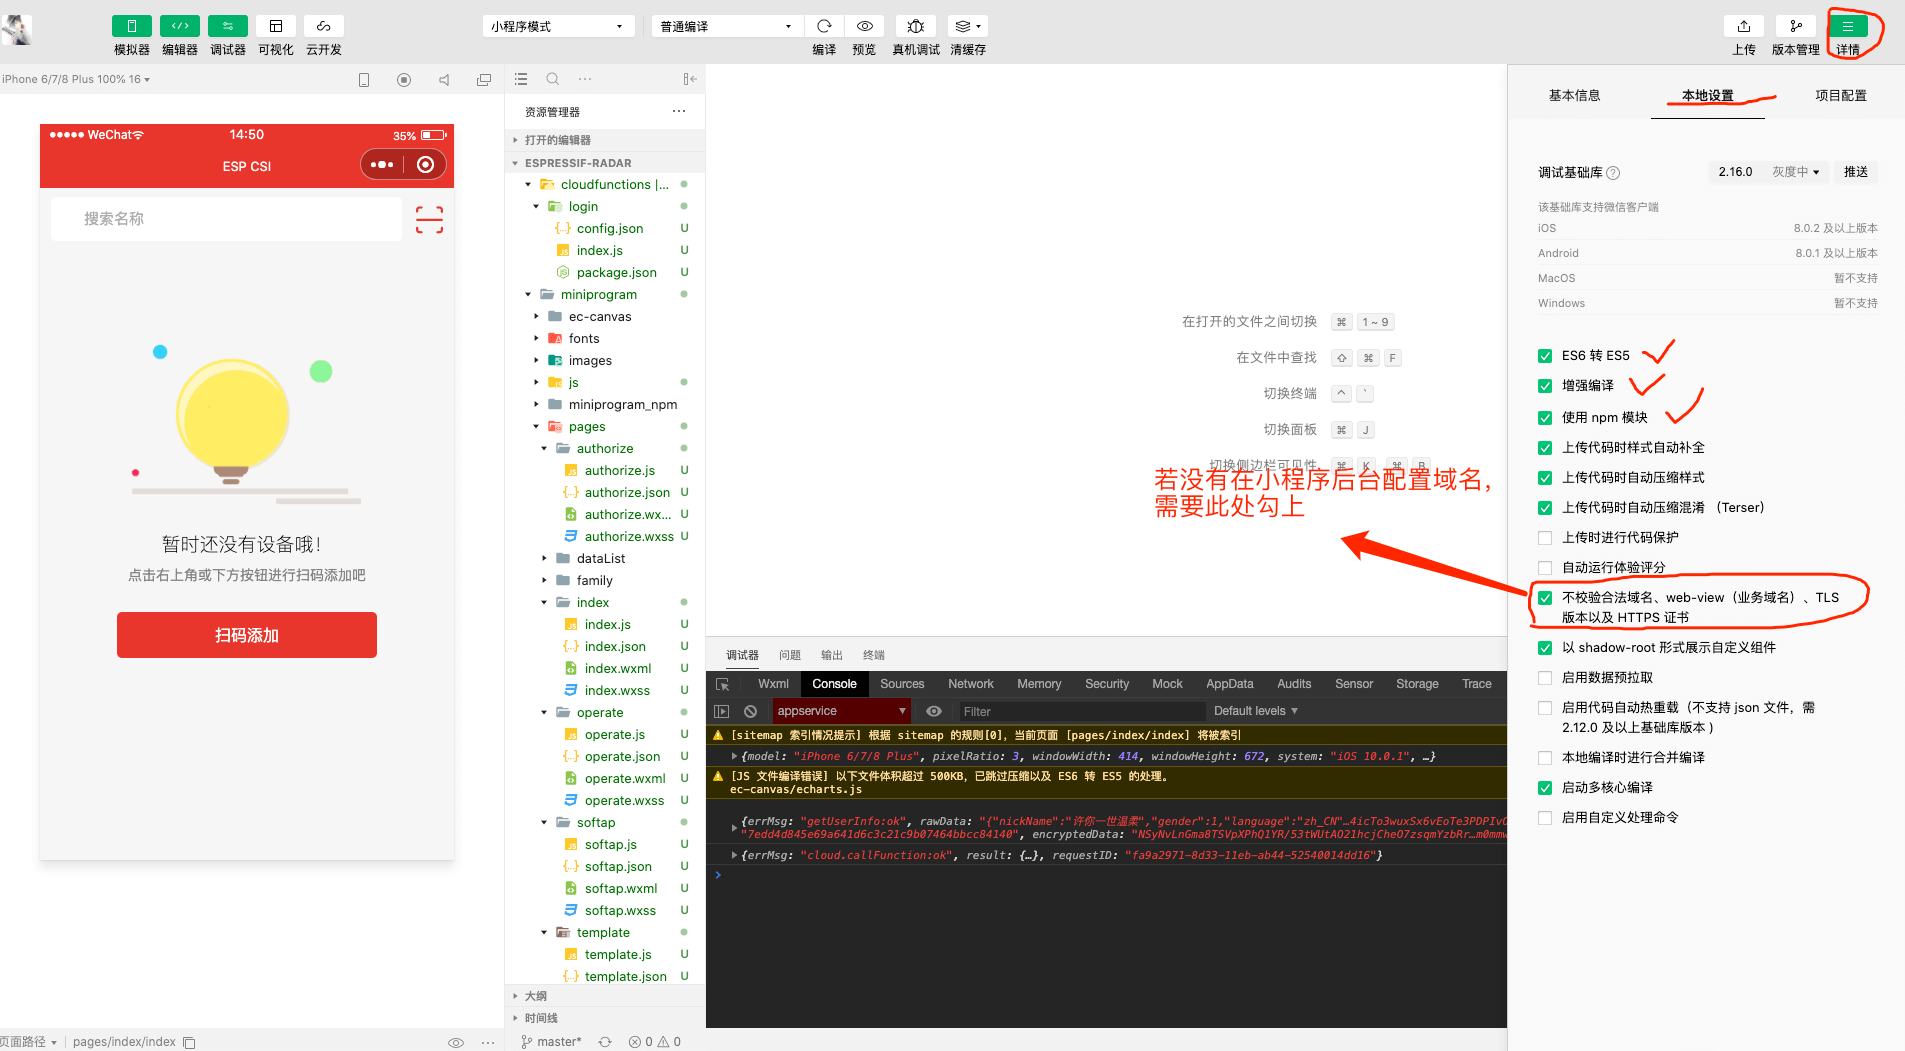 模拟器 编辑器 调试器 可视化 云开发
小程序模式
普通编译
编译 预览 真机调试 清缓存
上传 版本管理 详情
iPhone 6/7/8 Plus 100% 16
WeChat
14:50
35%
ESP CSI
搜索名称
暂时还没有设备哦！
点击右上角或下方按钮进行扫码添加吧
扫码添加
页面路径
pages/index/index
资源管理器
打开的编辑器
ESPRESSIF-RADAR
cloudfunctions |...
login
config.json U
index.js U
package.json U
miniprogram
ec-canvas
fonts
images
js
miniprogram_npm
pages
authorize
authorize.js U
authorize.json U
authorize.wx... U
authorize.wxss U
dataList
family
index
index.js U
index.json U
index.wxml U
index.wxss U
operate
operate.js U
operate.json U
operate.wxml U
operate.wxss U
softap
softap.js U
softap.json U
softap.wxml U
softap.wxss U
template
template.js U
template.json U
大纲
时间线
master*
0
0
在打开的文件之间切换 ⌘ 1 ~ 9
在文件中查找 ⇧ ⌘ F
切换终端 ^ `
切换面板 ⌘ J
切换侧边栏可见性 ⌘ K ⌘ B
若没有在小程序后台配置域名，
需要此处勾上
调试器 问题 输出 终端
Wxml Console Sources Network Memory Security Mock AppData Audits Sensor Storage Trace
appservice
Filter
Default levels
[sitemap 索引情况提示] 根据 sitemap 的规则[0]，当前页面 [pages/index/index] 将被索引
{model: "iPhone 6/7/8 Plus", pixelRatio: 3, windowWidth: 414, windowHeight: 672, system: "iOS 10.0.1", …}
[JS 文件编译错误] 以下文件体积超过 500KB，已跳过压缩以及 ES6 转 ES5 的处理。
ec-canvas/echarts.js
{errMsg: "getUserInfo:ok", rawData: "{"nickName":"许你一世温柔","gender":1,"language":"zh_CN"…4icTo3wuxSx6vEoTe3PDPIvC
"7edd4d845e69a641d6c3c21c9b07464bbcc84140", encryptedData: "NSyNvLnGma8TSVpXPhQ1YR/53tWUtAO21hcjCheO7zsqmYzbRr…m0mmw
{errMsg: "cloud.callFunction:ok", result: {…}, requestID: "fa9a2971-8d33-11eb-ab44-52540014dd16"}
基本信息 本地设置 项目配置
调试基础库 2.16.0 灰度中 推送
该基础库支持微信客户端
iOS 8.0.2 及以上版本
Android 8.0.1 及以上版本
MacOS 暂不支持
Windows 暂不支持
ES6 转 ES5
增强编译
使用 npm 模块
上传代码时样式自动补全
上传代码时自动压缩样式
上传代码时自动压缩混淆 （Terser）
上传时进行代码保护
自动运行体验评分
不校验合法域名、web-view（业务域名）、TLS
版本以及 HTTPS 证书
以 shadow-root 形式展示自定义组件
启用数据预拉取
启用代码自动热重载（不支持 json 文件，需
2.12.0 及以上基础库版本 )
本地编译时进行合并编译
启动多核心编译
启用自定义处理命令